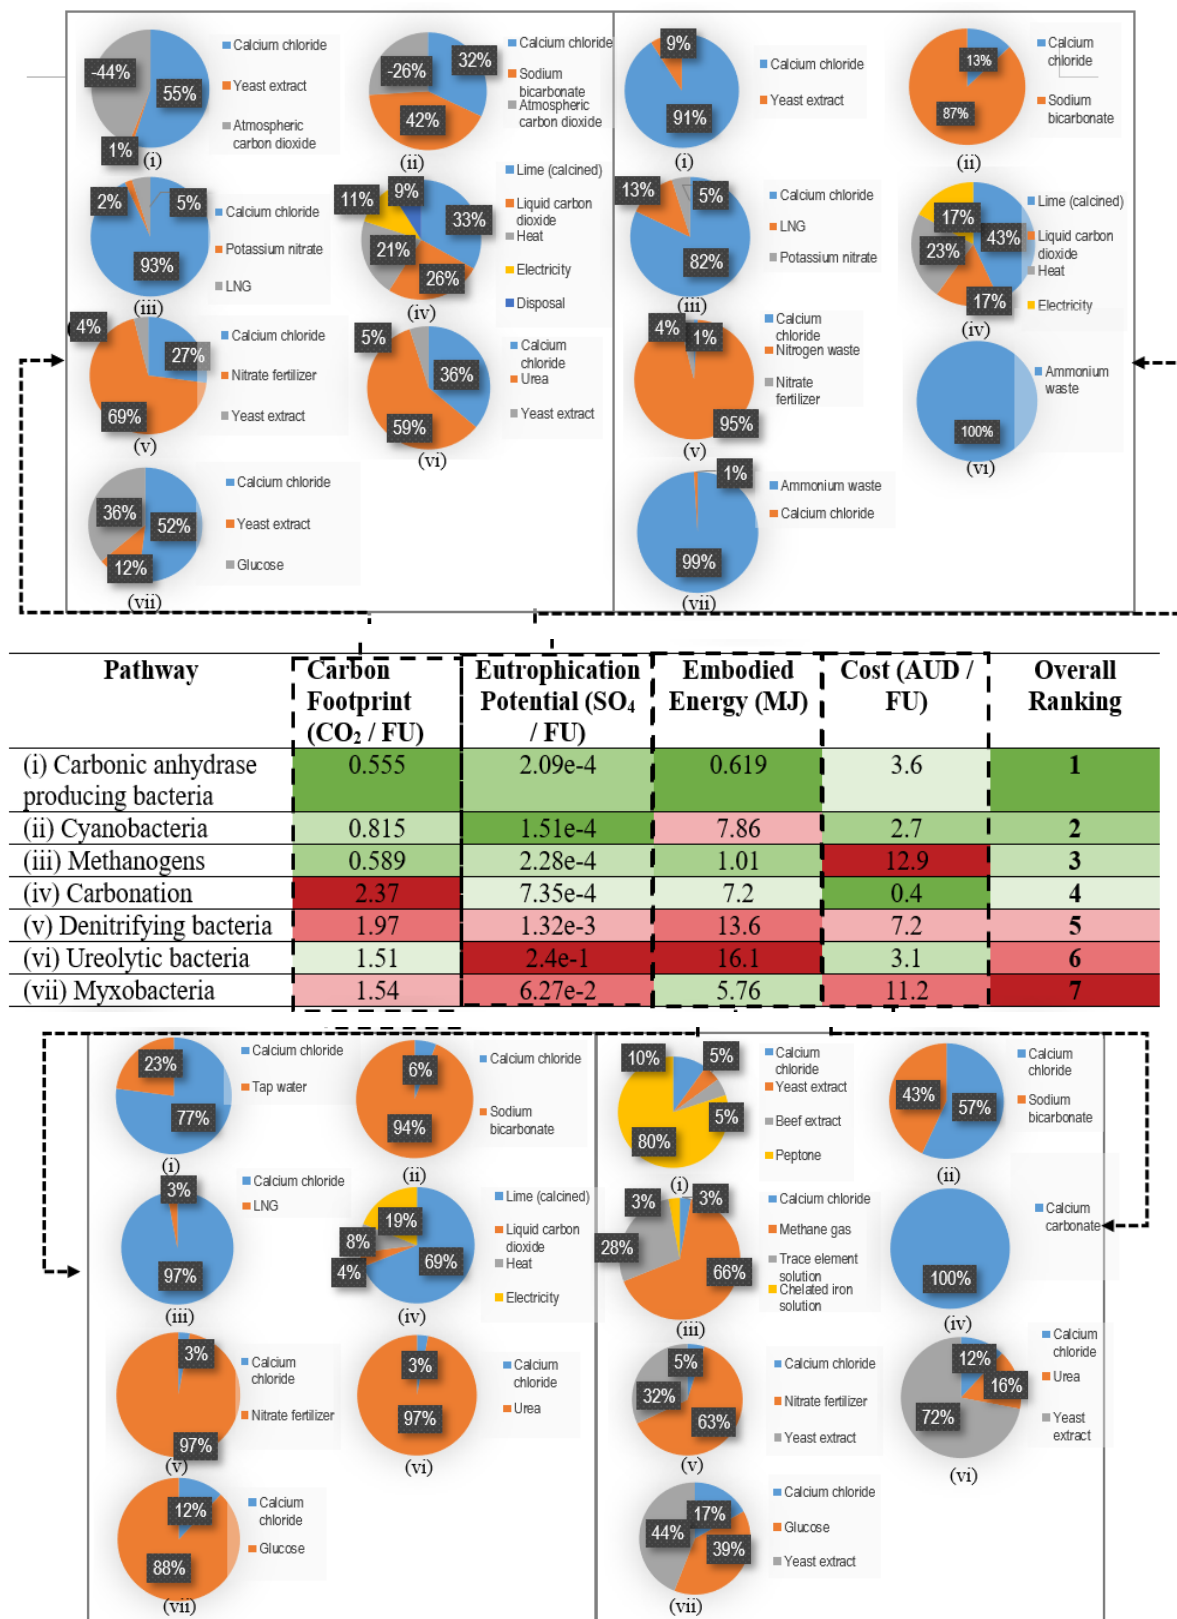 -44%
55%
1%
Calcium chloride
Yeast extract
Atmospheric
carbon dioxide
(i)
-26%
32%
42%
Calcium chloride
Sodium
bicarbonate
Atmospheric
carbon dioxide
(ii)
2%
5%
93%
Calcium chloride
Potassium nitrate
LNG
(iii)
11%
9%
33%
21%
26%
Lime (calcined)
Liquid carbon
dioxide
Heat
Electricity
Disposal
(iv)
4%
27%
69%
Calcium chloride
Nitrate fertilizer
Yeast extract
(v)
5%
36%
59%
Calcium
chloride
Urea
Yeast extract
(vi)
36%
52%
12%
Calcium chloride
Yeast extract
Glucose
(vii)
9%
91%
Calcium chloride
Yeast extract
(i)
13%
87%
Calcium
chloride
Sodium
bicarbonate
(ii)
13%
5%
82%
Calcium chloride
LNG
Potassium nitrate
(iii)
17%
23%
43%
17%
Lime (calcined)
Liquid carbon
dioxide
Heat
Electricity
(iv)
4%
1%
95%
Calcium
chloride
Nitrogen waste
Nitrate
fertilizer
(v)
100%
Ammonium
waste
(vi)
1%
99%
Ammonium waste
Calcium chloride
(vii)
Pathway
Carbon
Footprint
(CO₂ / FU)
Eutrophication
Potential (SO₄
/ FU)
Embodied
Energy (MJ)
Cost (AUD /
FU)
Overall
Ranking
(i) Carbonic anhydrase
producing bacteria
0.555 2.09e-4 0.619 3.6 1
(ii) Cyanobacteria 0.815 1.51e-4 7.86 2.7 2
(iii) Methanogens 0.589 2.28e-4 1.01 12.9 3
(iv) Carbonation 2.37 7.35e-4 7.2 0.4 4
(v) Denitrifying bacteria 1.97 1.32e-3 13.6 7.2 5
(vi) Ureolytic bacteria 1.51 2.4e-1 16.1 3.1 6
(vii) Myxobacteria 1.54 6.27e-2 5.76 11.2 7
23%
77%
Calcium chloride
Tap water
(i)
6%
94%
Calcium chloride
Sodium
bicarbonate
(ii)
3%
97%
Calcium chloride
LNG
(iii)
19%
8%
4%
69%
Lime (calcined)
Liquid carbon
dioxide
Heat
Electricity
(iv)
3%
97%
Calcium
chloride
Nitrate fertilizer
(v)
3%
97%
Calcium
chloride
Urea
(vi)
12%
88%
Calcium
chloride
Glucose
(vii)
10%
5%
5%
80%
Calcium
chloride
Yeast extract
Beef extract
Peptone
(i)
43%
57%
Calcium
chloride
Sodium
bicarbonate
(ii)
3%
3%
28%
66%
Calcium chloride
Methane gas
Trace element
solution
Chelated iron
solution
(iii)
100%
Calcium
carbonate
(iv)
5%
32%
63%
Calcium chloride
Nitrate fertilizer
Yeast extract
(v)
12%
16%
72%
Calcium
chloride
Urea
Yeast
extract
(vi)
17%
44%
39%
Calcium chloride
Glucose
Yeast extract
(vii)